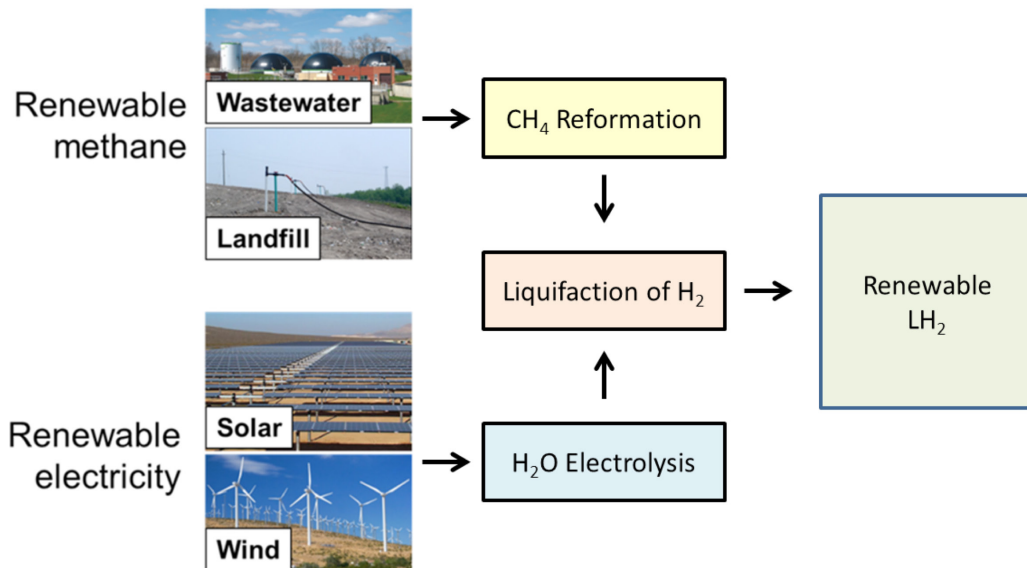 Renewable
methane
Wastewater
Landfill
CH₄ Reformation
Liquifaction of H₂
Renewable
LH₂
Renewable
electricity
Solar
Wind
H₂O Electrolysis